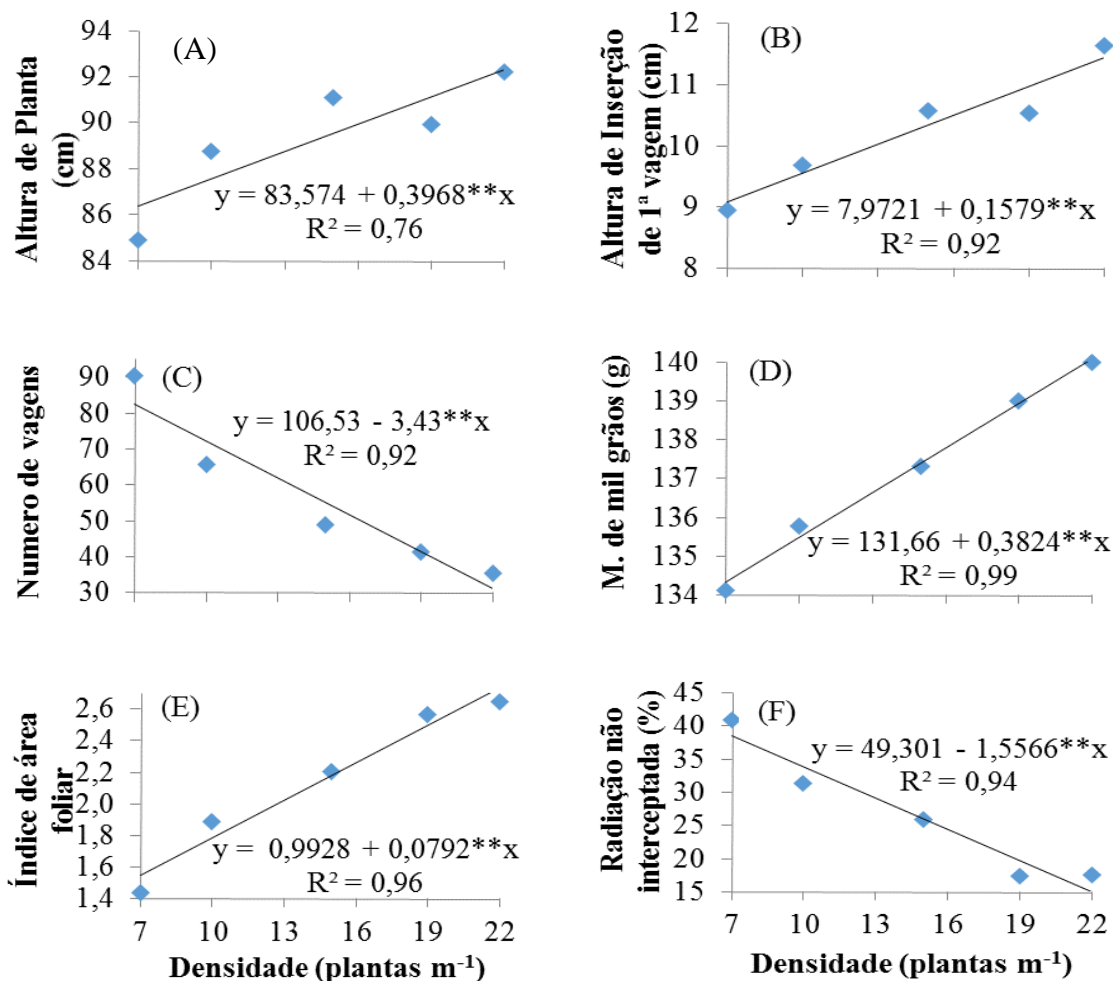 (A)
Altura de Planta
(cm)
94
92
90
88
86
84
y = 83,574 + 0,3968**x
R² = 0,76
(B)
Altura de Inserção
de 1ª vagem (cm)
12
11
10
9
8
y = 7,9721 + 0,1579**x
R² = 0,92
(C)
Numero de vagens
90
80
70
60
50
40
30
y = 106,53 - 3,43**x
R² = 0,92
(D)
M. de mil grãos (g)
140
139
138
137
136
135
134
y = 131,66 + 0,3824**x
R² = 0,99
(E)
Índice de área
foliar
2,6
2,4
2,2
2,0
1,8
1,6
1,4
y = 0,9928 + 0,0792**x
R² = 0,96
7 10 15 19 22
Densidade (plantas m⁻¹)
(F)
Radiação não
interceptada (%)
45
40
35
30
25
20
15
y = 49,301 - 1,5566**x
R² = 0,94
7 10 15 19 22
Densidade (plantas m⁻¹)